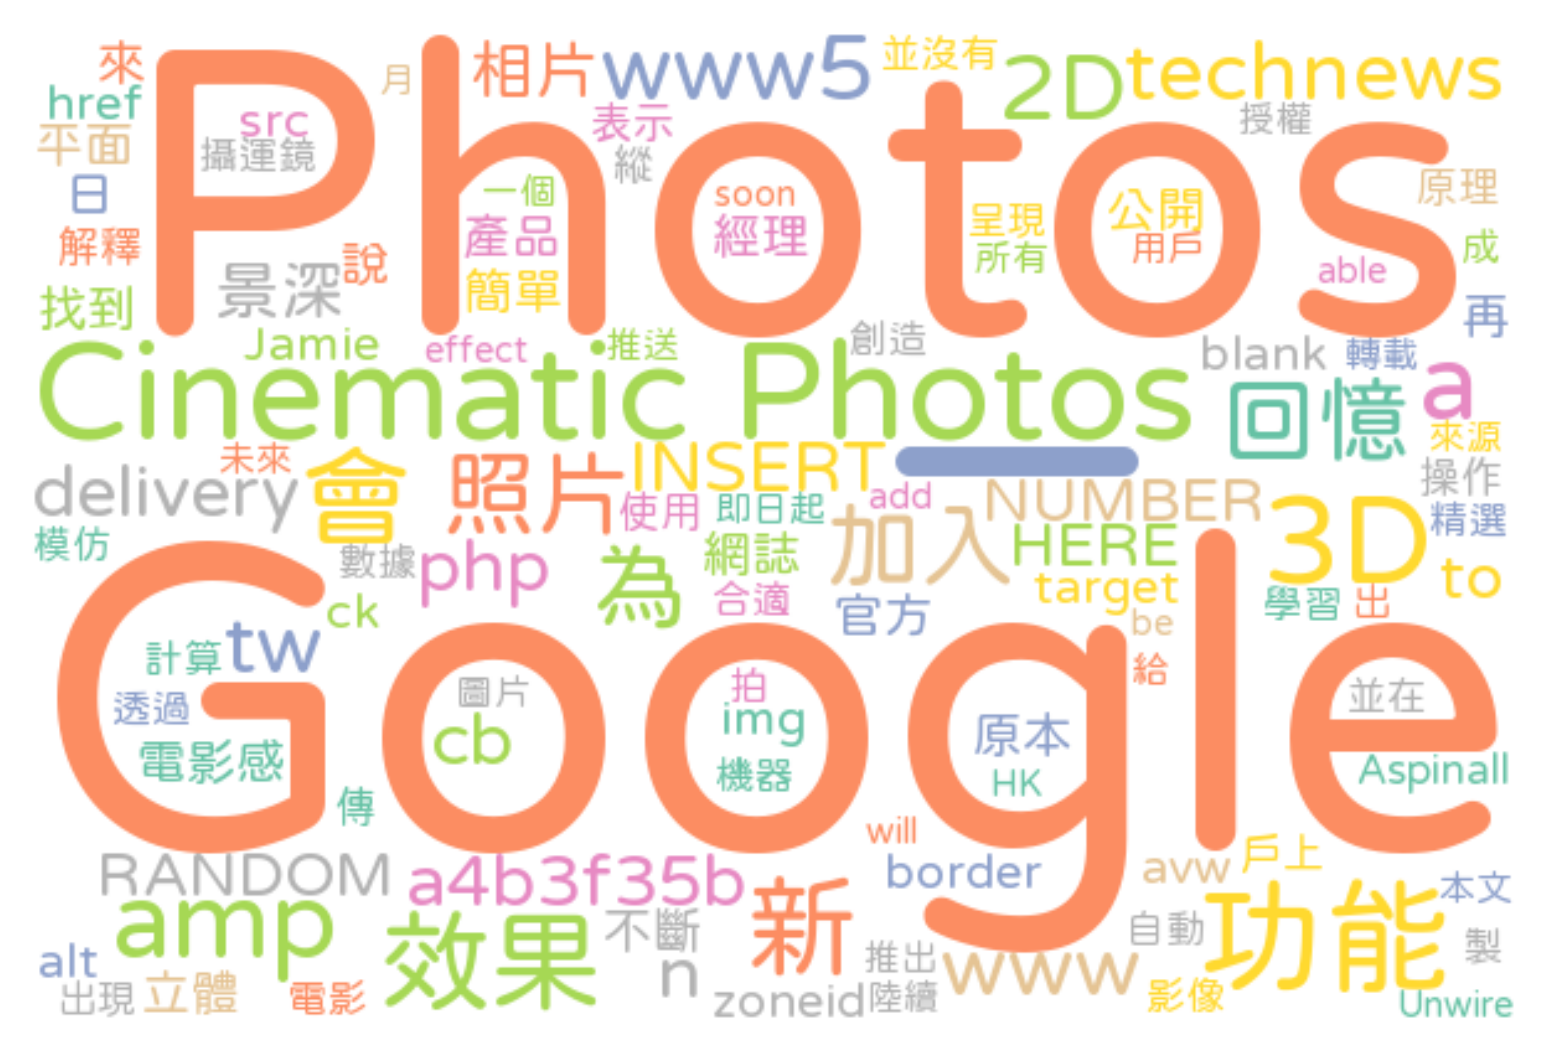 Photos
來
月
相片
www5
並沒有
2D
technews
href
src
表示
授權
平面
攝運鏡
縱
日
一個
soon
公開
原理
解釋
產品
經理
呈現
用戶
成
景深
說
簡單
所有
able
找到
再
Jamie
effect
推送
創造
blank
轉載
Cinematic Photos
回憶
a
未來
來源
delivery
會
照片
INSERT
操作
使用
即日起
add
NUMBER
3D
精選
模仿
數據
php
為
網誌
加入
HERE
to
合適
官方
target
學習
出
Google
ck
be
計算
tw
給
透過
圖片
拍
並在
cb
img
原本
電影感
機器
HK
Aspinall
傳
will
RANDOM
a4b3f35b
border
avw
戶上
amp
效果
不斷
新
自動
功能
本文
alt
n
推出
www
製
出現
立體
電影
zoneid
陸續
影像
Unwire